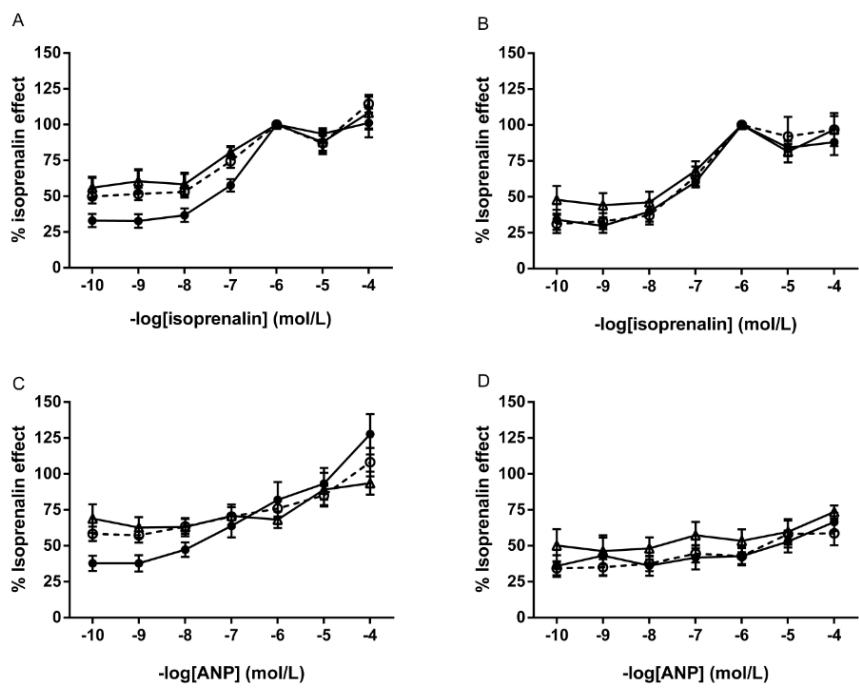 A
150
125
100
75
50
25
0
% isoprenalin effect
-10 -9 -8 -7 -6 -5 -4
-log[isoprenalin] (mol/L)
B
150
125
100
75
50
25
0
% Isoprenalin effect
-10 -9 -8 -7 -6 -5 -4
-log[isoprenalin] (mol/L)
C
150
125
100
75
50
25
0
% Isoprenalin effect
-10 -9 -8 -7 -6 -5 -4
-log[ANP] (mol/L)
D
150
125
100
75
50
25
0
% Isoprenalin effect
-10 -9 -8 -7 -6 -5 -4
-log[ANP] (mol/L)